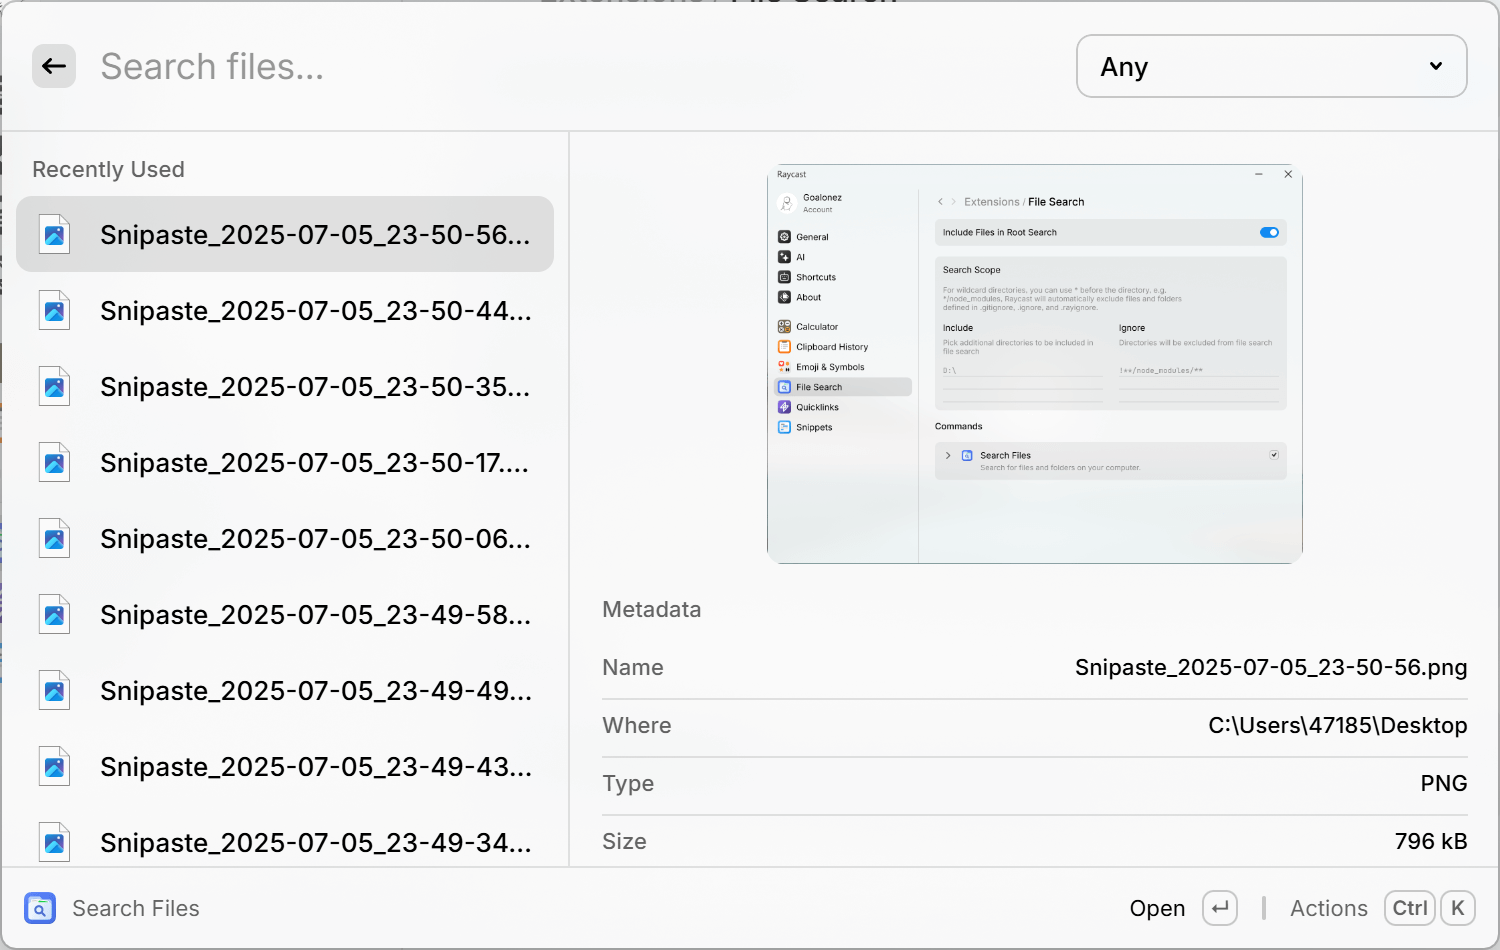 Search files...
Any
Recently Used
Snipaste_2025-07-05_23-50-56...
Snipaste_2025-07-05_23-50-44...
Snipaste_2025-07-05_23-50-35...
Snipaste_2025-07-05_23-50-17....
Snipaste_2025-07-05_23-50-06...
Snipaste_2025-07-05_23-49-58...
Snipaste_2025-07-05_23-49-49...
Snipaste_2025-07-05_23-49-43...
Snipaste_2025-07-05_23-49-34...
Raycast
Goalonez
Account
General
AI
Shortcuts
About
Calculator
Clipboard History
Emoji & Symbols
File Search
Quicklinks
Snippets
Extensions / File Search
Include Files in Root Search
Search Scope
For wildcard directories, you can use * before the directory, e.g.
*/node_modules, Raycast will automatically exclude files and folders
defined in .gitignore, .ignore, and .rayignore.
Include
Pick additional directories to be included in
file search
D:\
Ignore
Directories will be excluded from file search
!**/node_modules/**
Commands
Search Files
Search for files and folders on your computer.
Metadata
Name Snipaste_2025-07-05_23-50-56.png
Where C:\Users\47185\Desktop
Type PNG
Size 796 kB
Search Files
Open
Actions Ctrl K